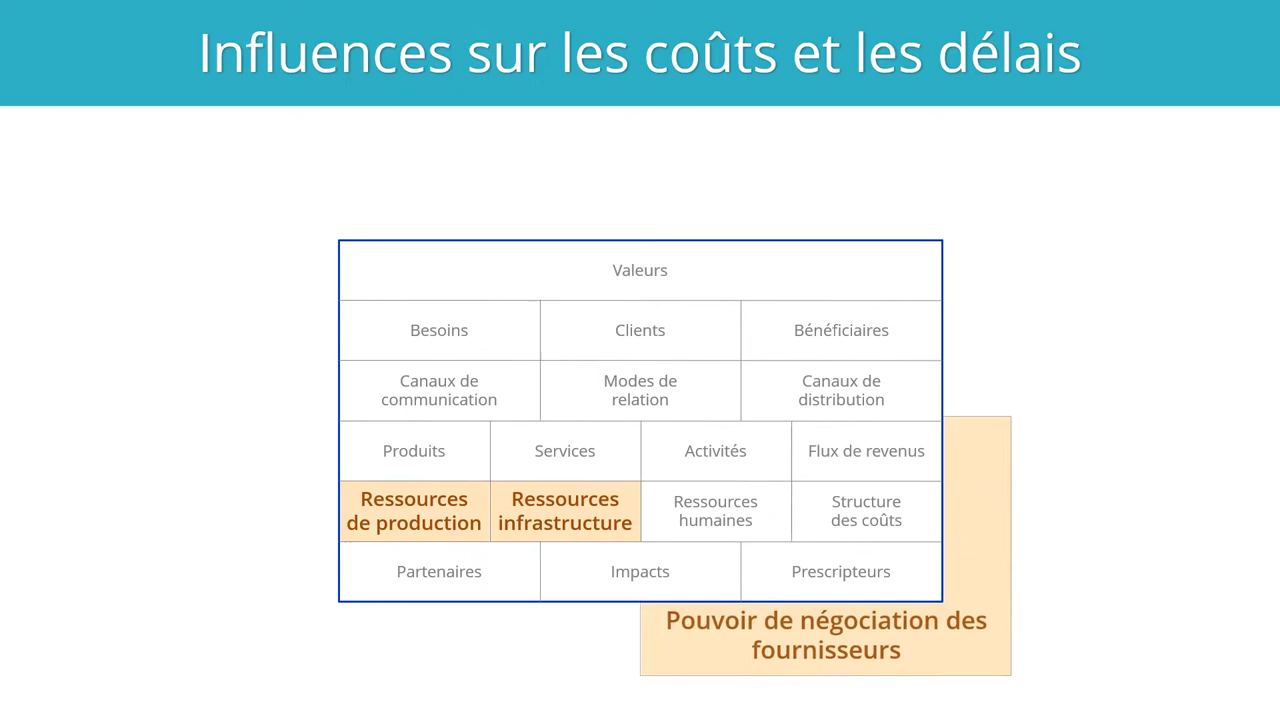 Influences sur les coûts et les délais
Valeurs
Besoins
Clients
Bénéficiaires
Canaux de
communication
Modes de
relation
Canaux de
distribution
Produits
Services
Activités
Flux de revenus
Ressources
de production
Ressources
infrastructure
Ressources
humaines
Structure
des coûts
Partenaires
Impacts
Prescripteurs
Pouvoir de négociation des
fournisseurs